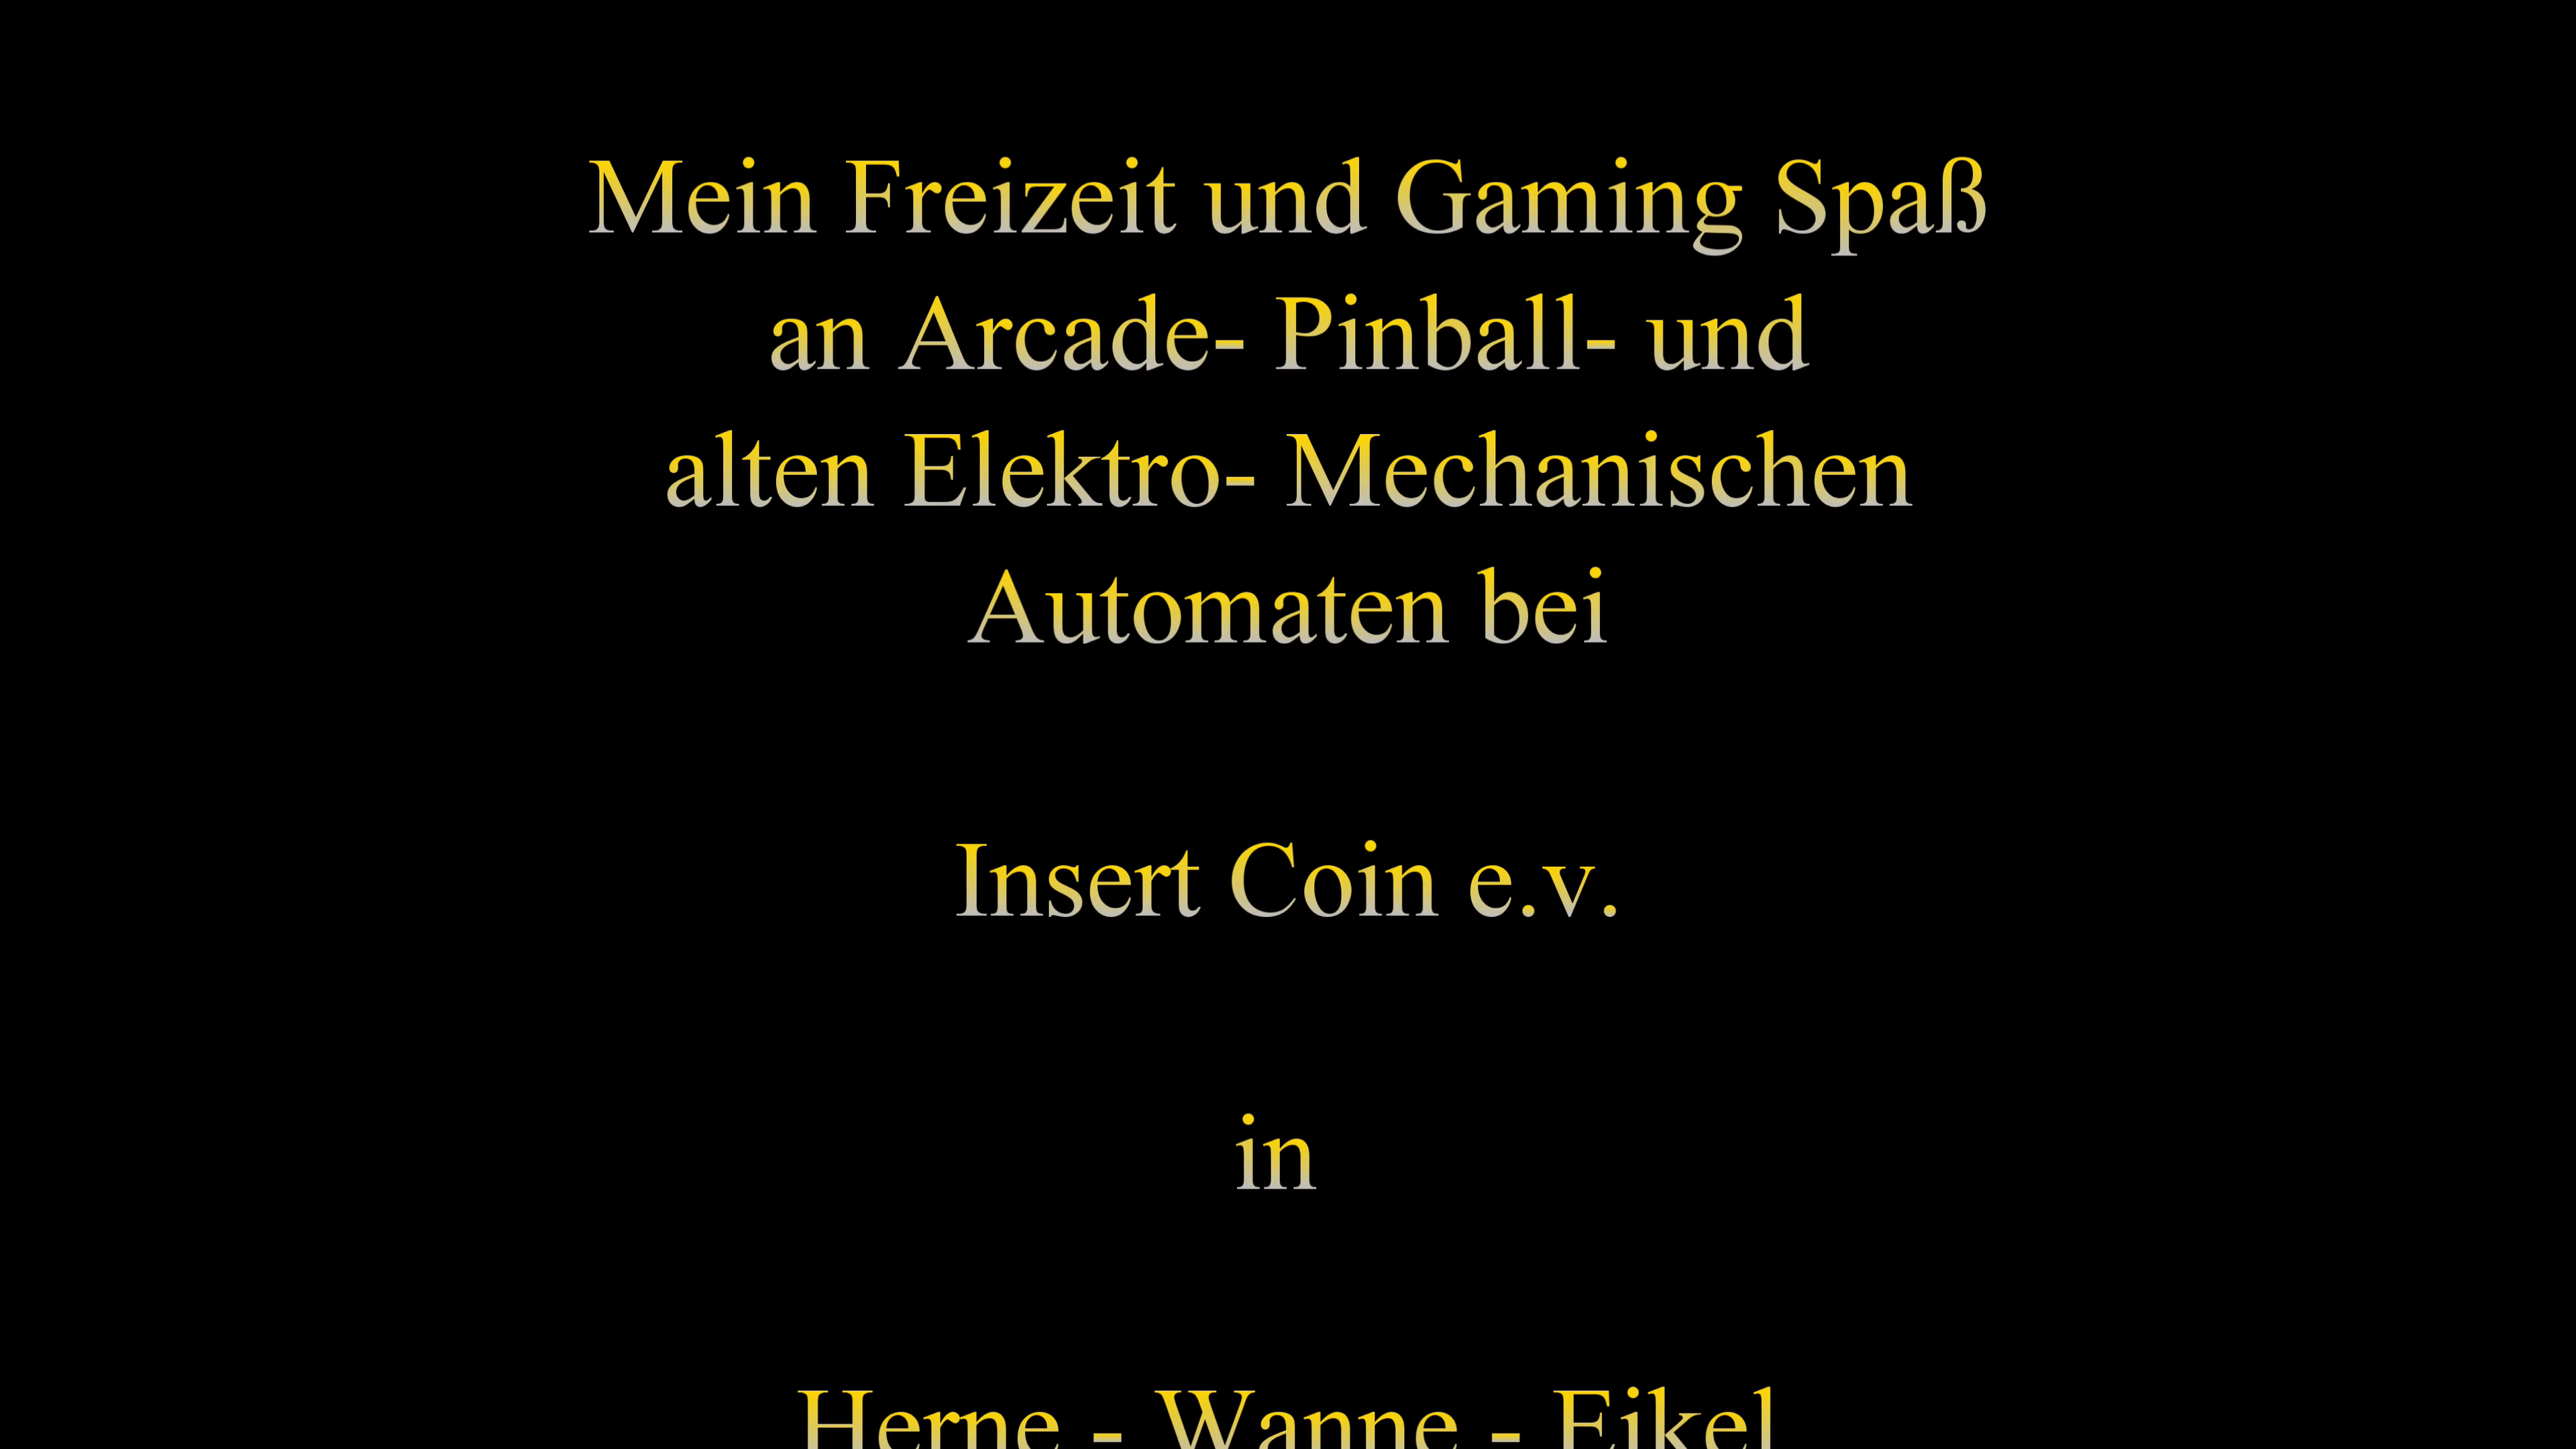 Mein Freizeit und Gaming Spaß
an Arcade- Pinball- und
alten Elektro- Mechanischen
Automaten bei
Insert Coin e.v.
in
Herne - Wanne - Eikel